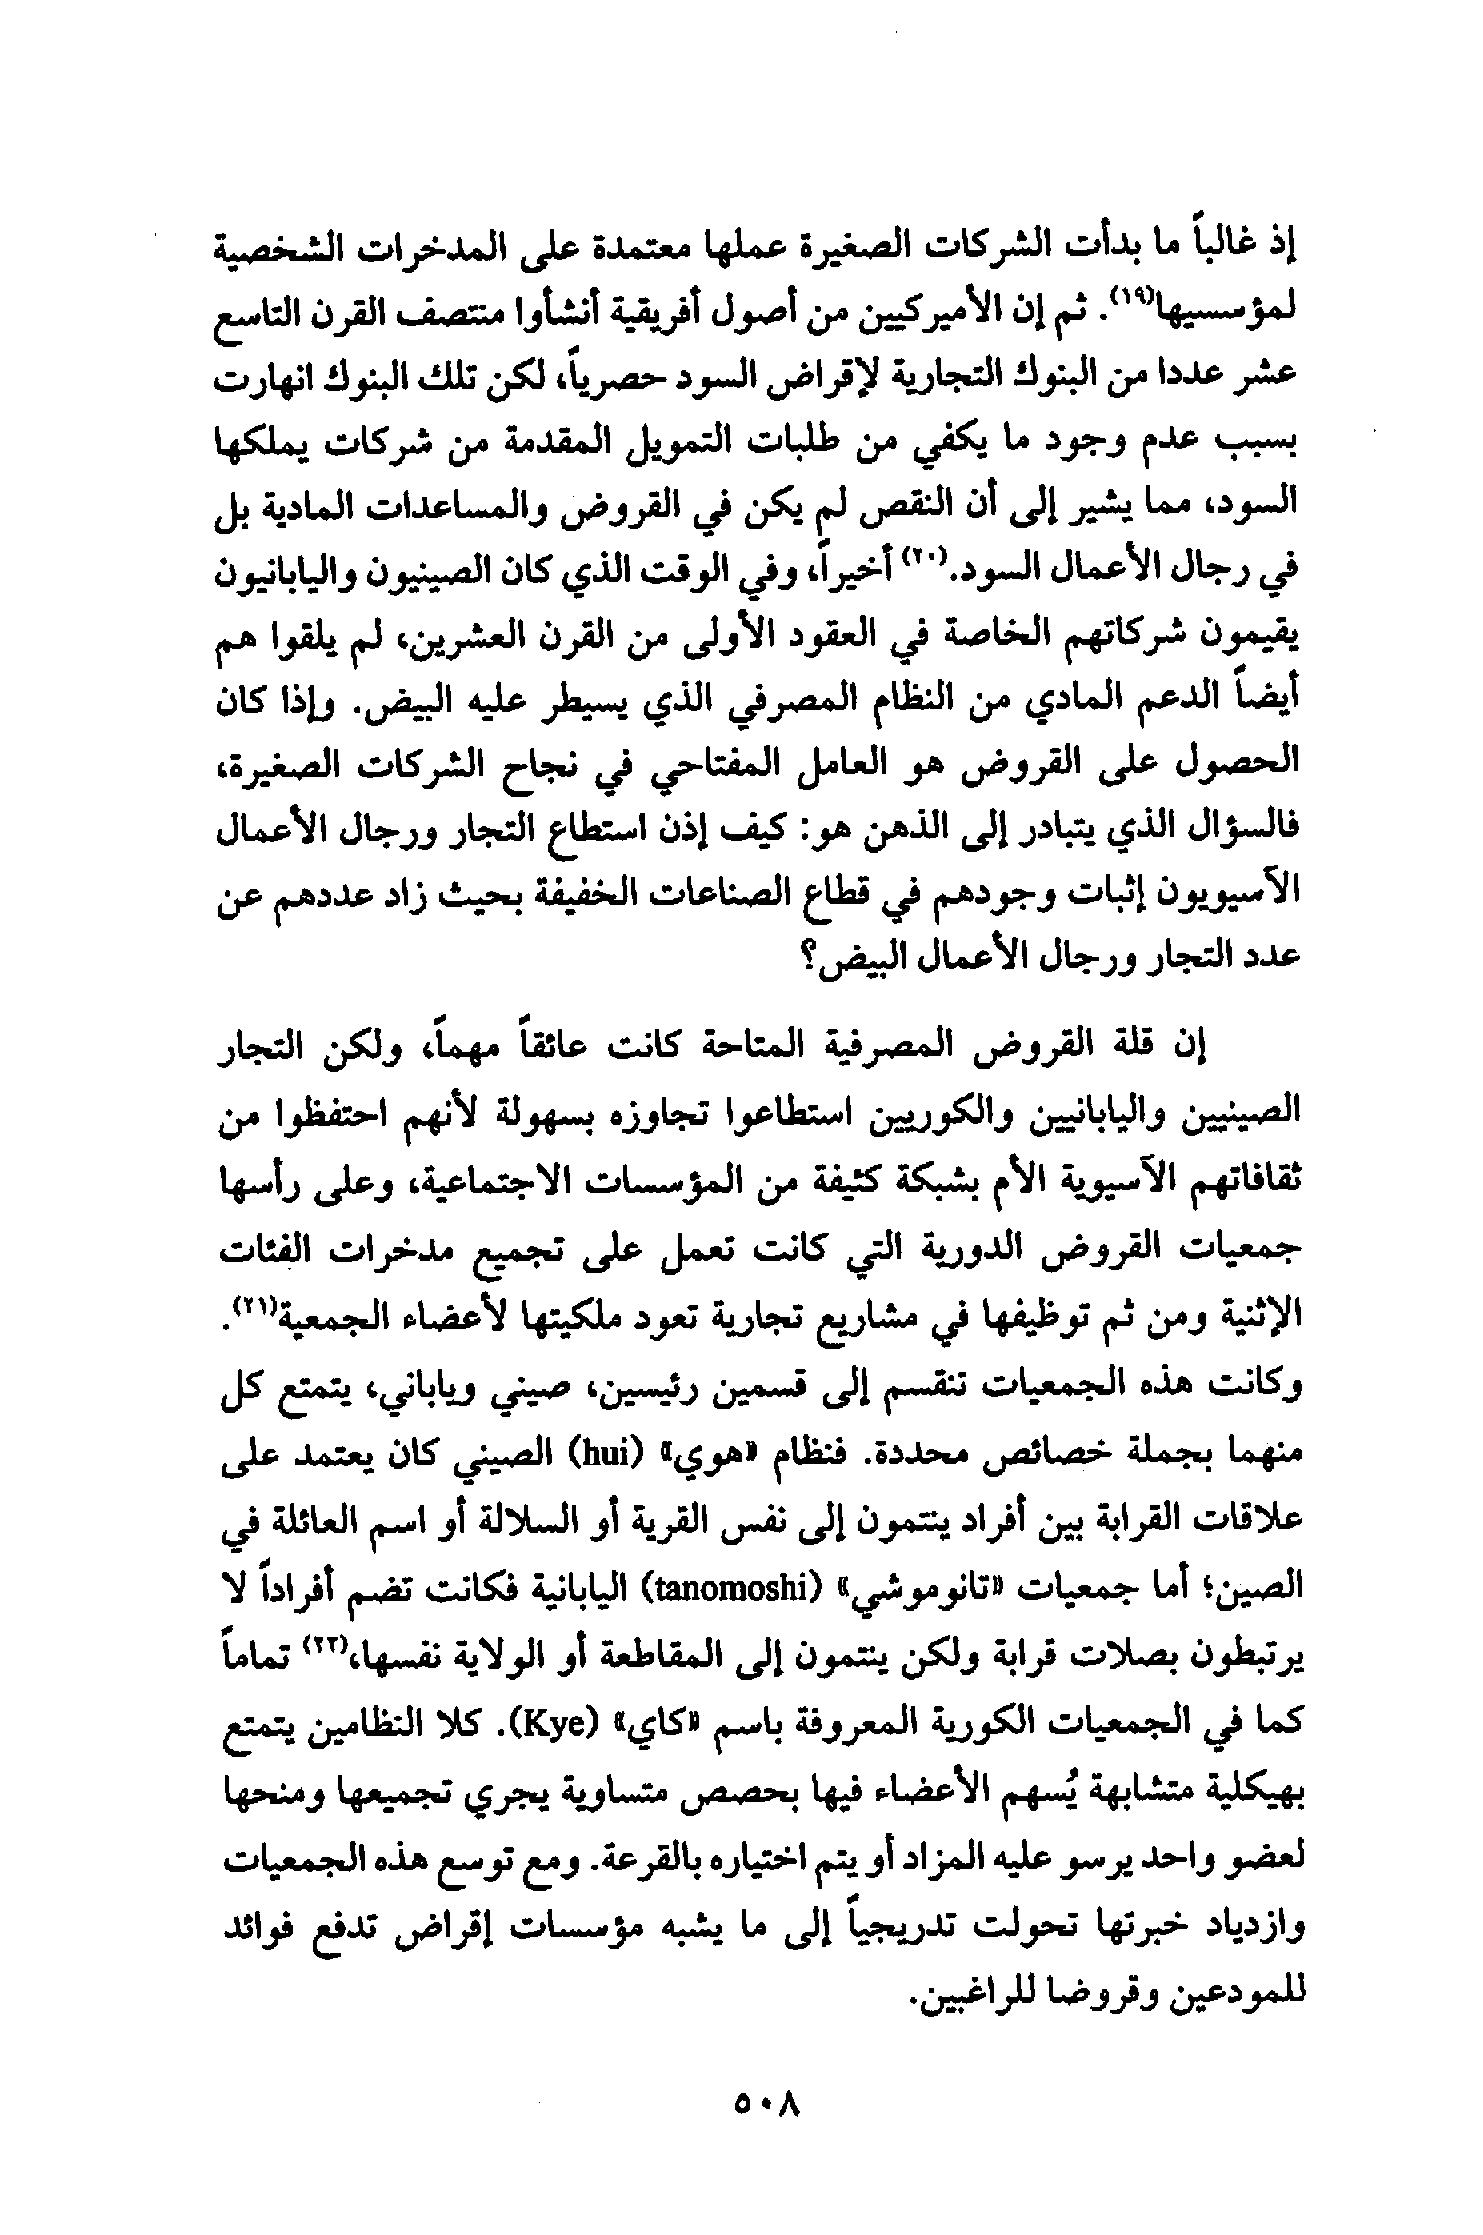 إذ غالباً ما بدأت الشركات الصغيرة عملها معتمدة على المدخرات الشخصية
لمؤسسيها(١٩). ثم إن الأميركيين من أصول أفريقية أنشأوا منتصف القرن التاسع
عشر عددا من البنوك التجارية لإقراض السود حصرياً، لكن تلك البنوك انهارت
بسبب عدم وجود ما يكفي من طلبات التمويل المقدمة من شركات يملكها
السود، مما يشير إلى أن النقص لم يكن في القروض والمساعدات المادية بل
في رجال الأعمال السود.(٢٠) أخيراً، وفي الوقت الذي كان الصينيون واليابانيون
يقيمون شركاتهم الخاصة في العقود الأولى من القرن العشرين، لم يلقوا هم
أيضاً الدعم المادي من النظام المصرفي الذي يسيطر عليه البيض. وإذا كان
الحصول على القروض هو العامل المفتاحي في نجاح الشركات الصغيرة،
فالسؤال الذي يتبادر إلى الذهن هو: كيف إذن استطاع التجار ورجال الأعمال
الآسيويون إثبات وجودهم في قطاع الصناعات الخفيفة بحيث زاد عددهم عن
عدد التجار ورجال الأعمال البيض؟
إن قلة القروض المصرفية المتاحة كانت عائقاً مهماً، ولكن التجار
الصينيين واليابانيين والكوريين استطاعوا تجاوزه بسهولة لأنهم احتفظوا من
ثقافاتهم الآسيوية الأم بشبكة كثيفة من المؤسسات الاجتماعية، وعلى رأسها
جمعيات القروض الدورية التي كانت تعمل على تجميع مدخرات الفئات
الإثنية ومن ثم توظيفها في مشاريع تجارية تعود ملكيتها لأعضاء الجمعية(٢١).
وكانت هذه الجمعيات تنقسم إلى قسمين رئيسين، صيني وياباني، يتمتع كل
منهما بجملة خصائص محددة. فنظام «هوي» (hui) الصيني كان يعتمد على
علاقات القرابة بين أفراد ينتمون إلى نفس القرية أو السلالة أو اسم العائلة في
الصين؛ أما جمعيات «تانوموشي» (tanomoshi) اليابانية فكانت تضم أفراداً لا
يرتبطون بصلات قرابة ولكن ينتمون إلى المقاطعة أو الولاية نفسها،(٢٢) تماماً
كما في الجمعيات الكورية المعروفة باسم «كاي» (Kye). كلا النظامين يتمتع
بهيكلية متشابهة يُسهم الأعضاء فيها بحصص متساوية يجري تجميعها ومنحها
لعضو واحد يرسو عليه المزاد أو يتم اختياره بالقرعة. ومع توسع هذه الجمعيات
وازدياد خبرتها تحولت تدريجياً إلى ما يشبه مؤسسات إقراض تدفع فوائد
للمودعين وقروضا للراغبين.
٥٠٨